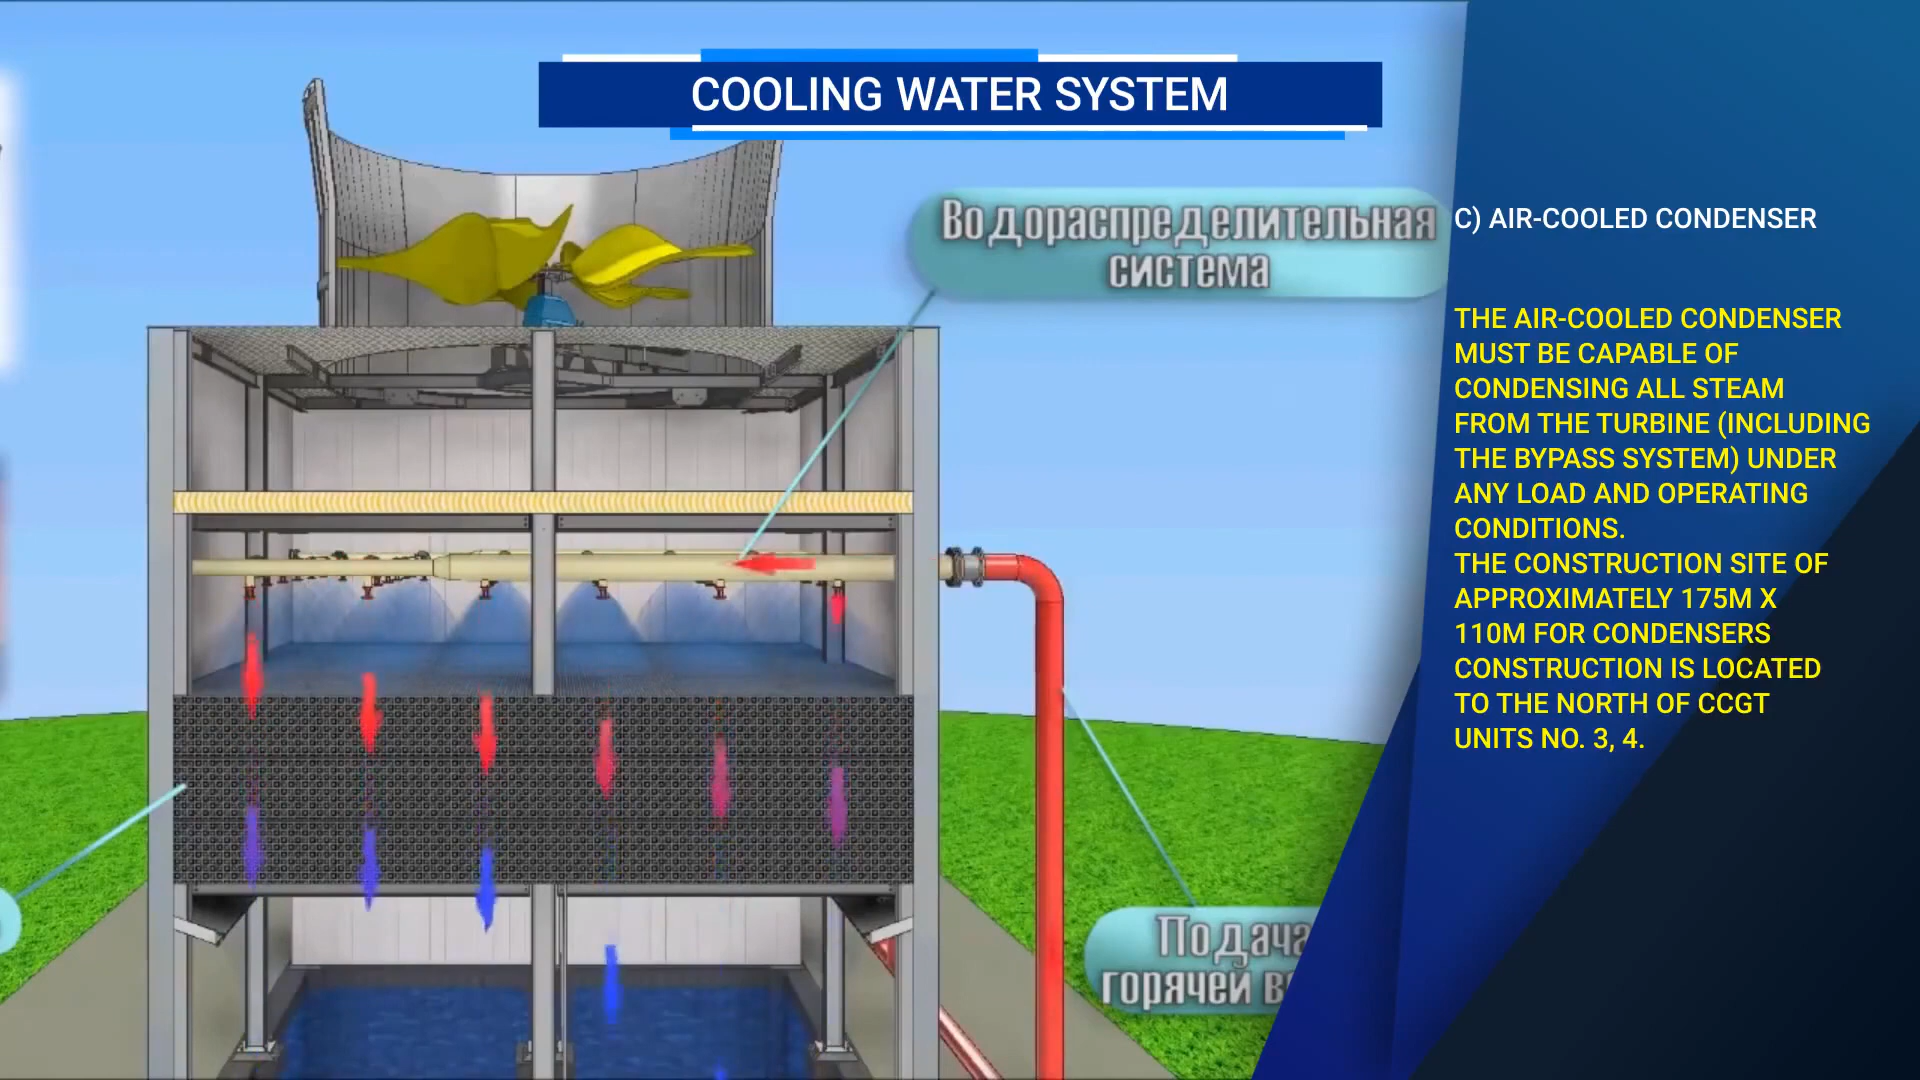 COOLING WATER SYSTEM
Водораспределительная
система
C) AIR-COOLED CONDENSER
THE AIR-COOLED CONDENSER
MUST BE CAPABLE OF
CONDENSING ALL STEAM
FROM THE TURBINE (INCLUDING
THE BYPASS SYSTEM) UNDER
ANY LOAD AND OPERATING
CONDITIONS.
THE CONSTRUCTION SITE OF
APPROXIMATELY 175M X
110M FOR CONDENSERS
CONSTRUCTION IS LOCATED
TO THE NORTH OF CCGT
UNITS NO. 3, 4.
Подача
горячей